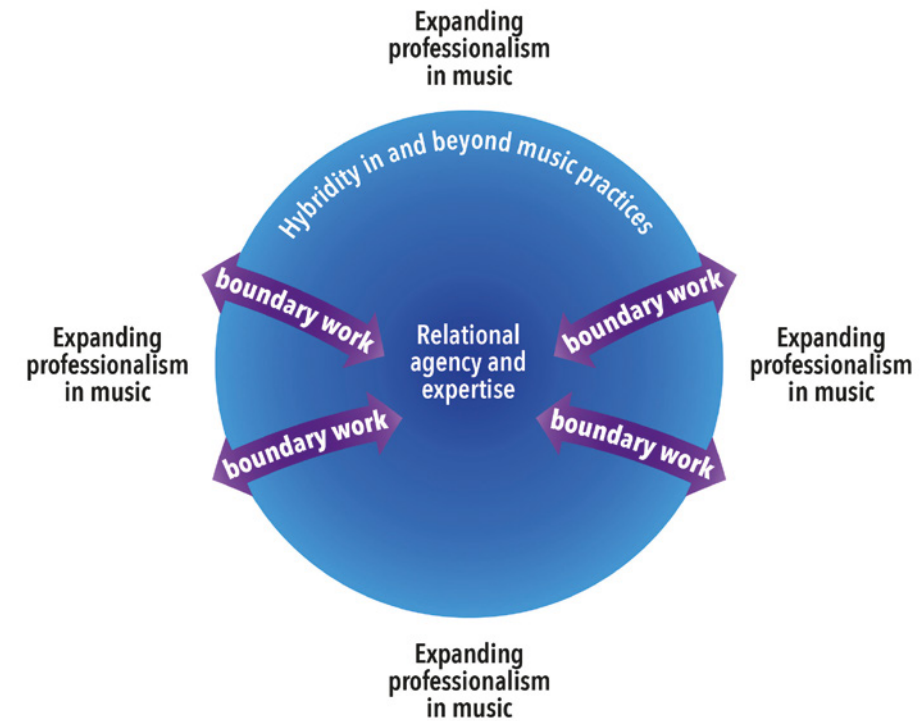 Expanding
professionalism
in music
Hybridity in and beyond music practices
boundary work
boundary work
Relational
agency and
expertise
Expanding
professionalism
in music
Expanding
professionalism
in music
boundary work
boundary work
Expanding
professionalism
in music